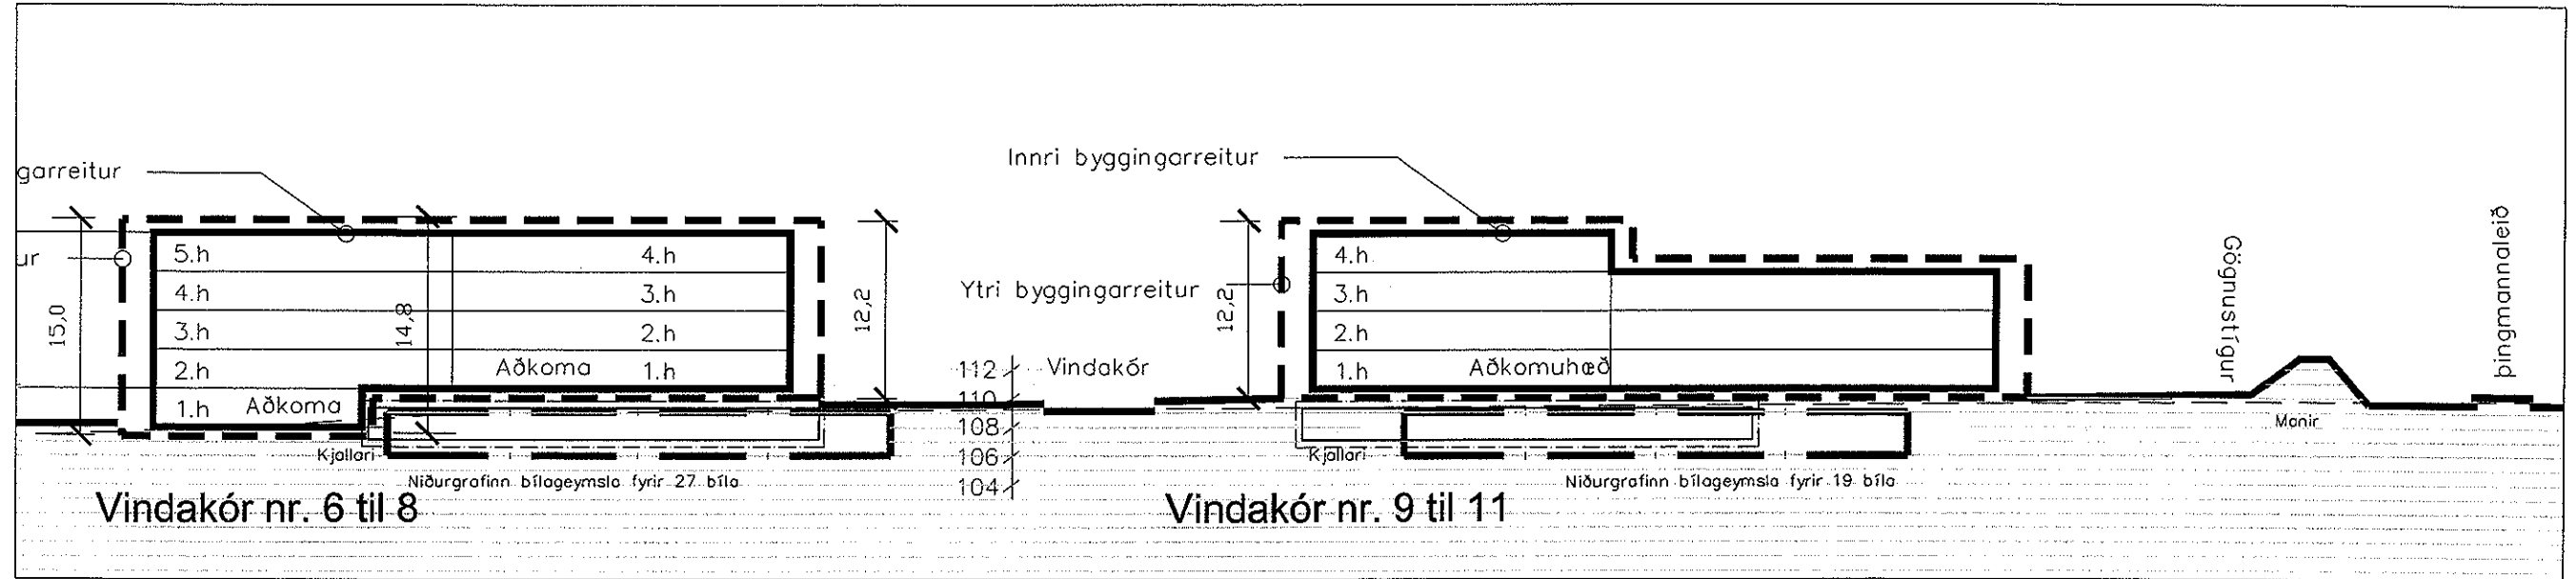 garreitur
ur
15,0
5.h
4.h
3.h
2.h
1.h
Aðkoma
14,8
4.h
3.h
2.h
Aðkoma
1.h
12,2
Kjallari
Niðurgrafinn bílageymsla fyrir 27 bíla
Vindakór nr. 6 til 8
112
110
108
106
104
Vindakór
Innri byggingarreitur
Ytri byggingarreitur
12,2
4.h
3.h
2.h
1.h
Aðkomuhæð
Kjallari
Niðurgrafinn bílageymsla fyrir 19 bíla
Vindakór nr. 9 til 11
Gögnustígur
Manir
Þingmannaleið